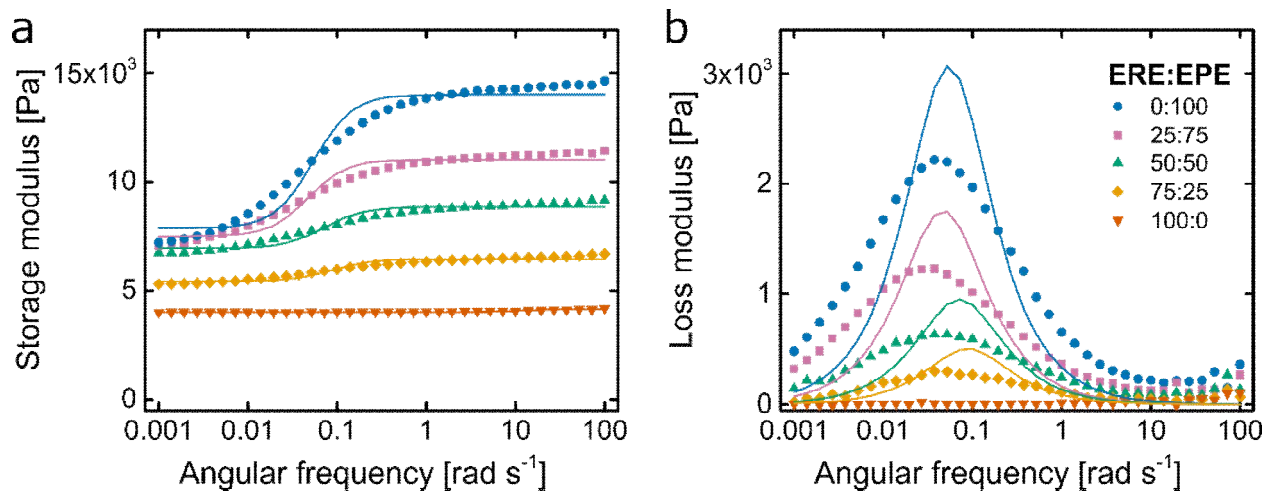 a
Storage modulus [Pa]
15x10³
10
5
0
0.001 0.01 0.1 1 10 100
Angular frequency [rad s⁻¹]
b
Loss modulus [Pa]
3x10³
2
1
0
ERE:EPE
0:100
25:75
50:50
75:25
100:0
0.001 0.01 0.1 1 10 100
Angular frequency [rad s⁻¹]